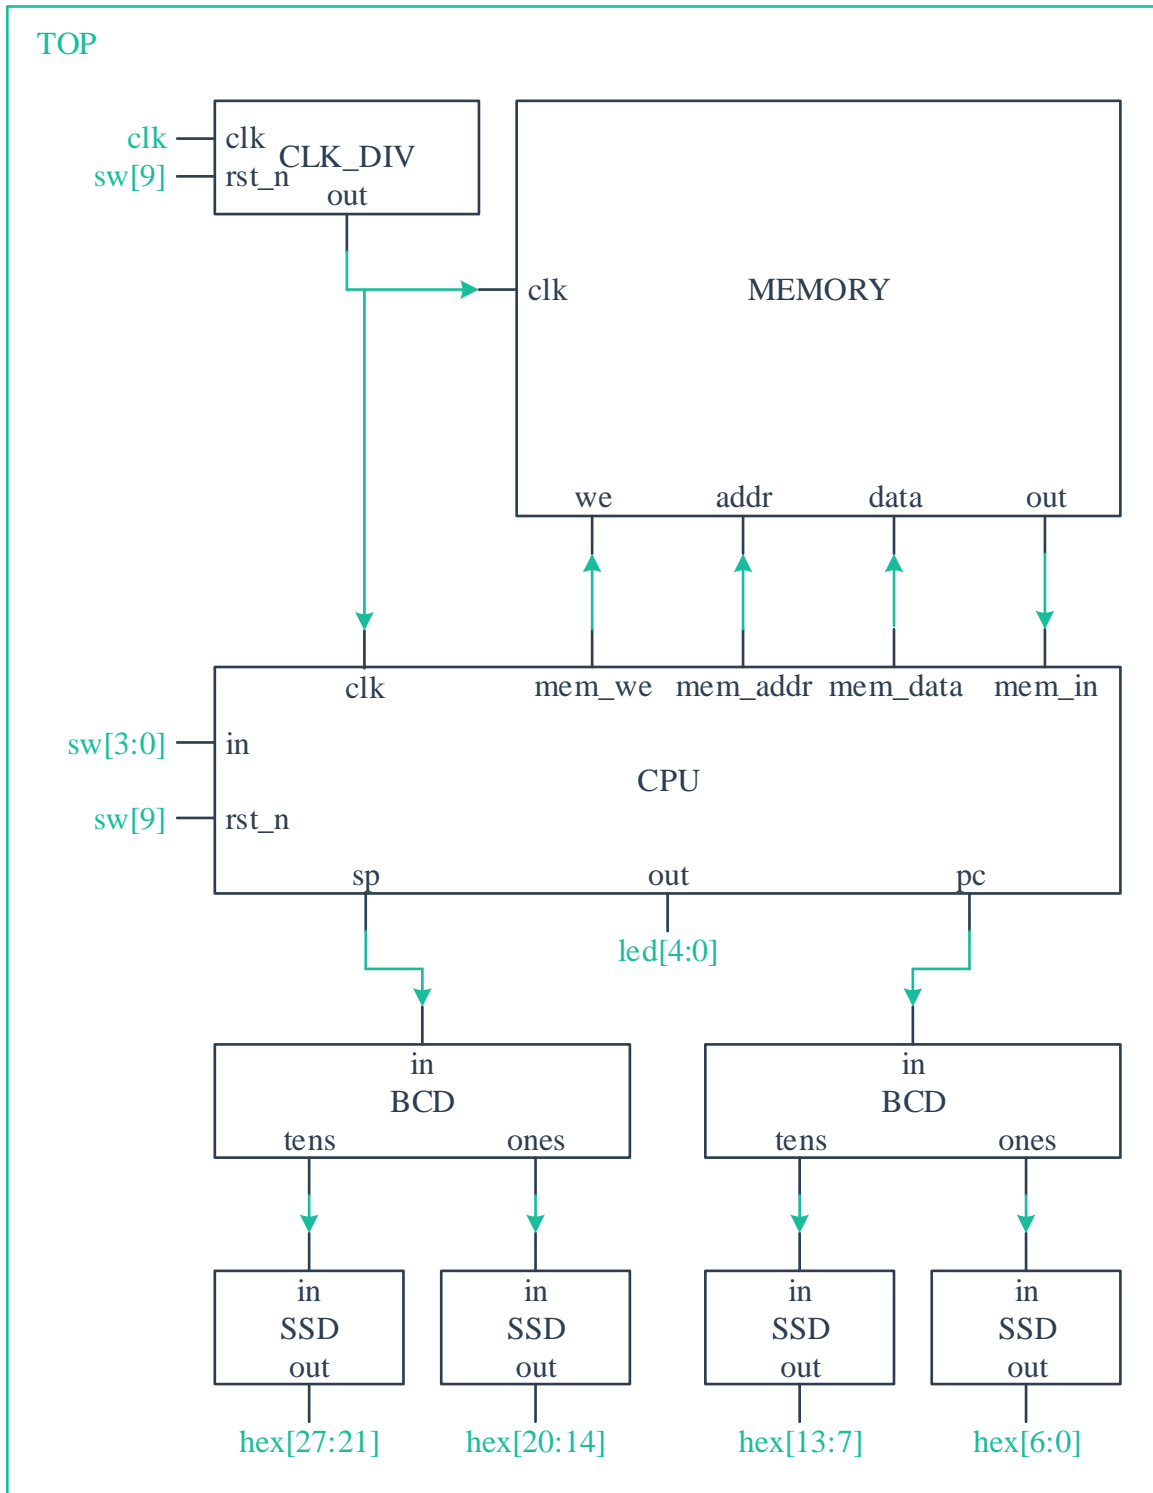 TOP
clk
clk
CLK_DIV
sw[9]
rst_n
out
clk
MEMORY
we
addr
data
out
clk
mem_we
mem_addr
mem_data
mem_in
sw[3:0]
in
CPU
sw[9]
rst_n
sp
out
pc
led[4:0]
in
BCD
tens
ones
in
BCD
tens
ones
in
SSD
out
in
SSD
out
in
SSD
out
in
SSD
out
hex[27:21]
hex[20:14]
hex[13:7]
hex[6:0]